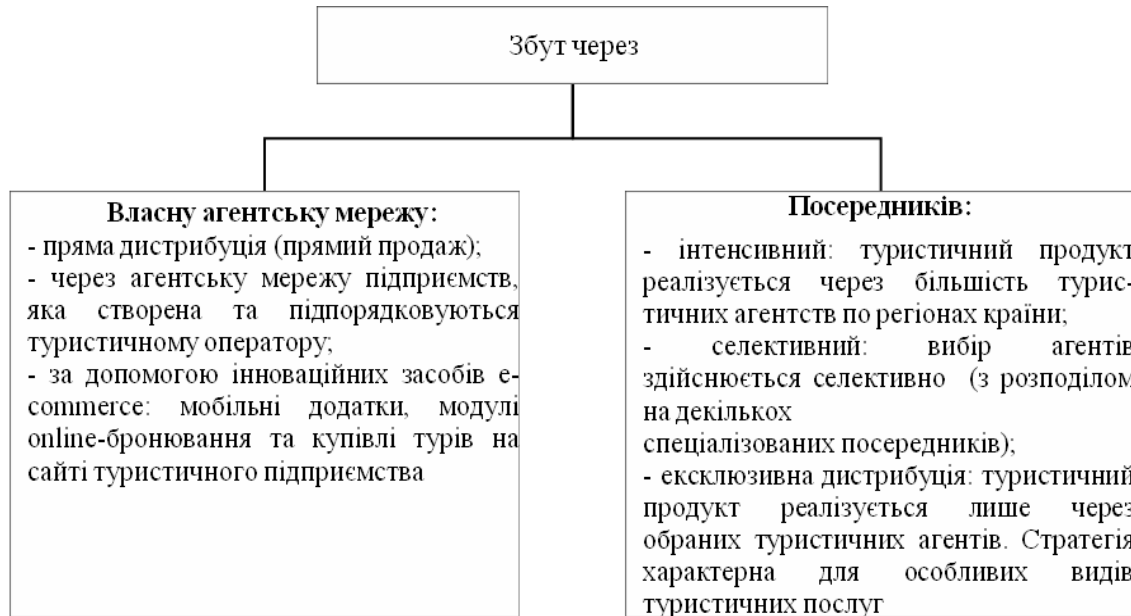 Збут через
Власну агентську мережу:
- пряма дистрибуція (прямий продаж);
- через агентську мережу підприємств,
яка створена та підпорядковуються
туристичному оператору;
- за допомогою інноваційних засобів e-
commerce: мобільні додатки, модулі
online-бронювання та купівлі турів на
сайті туристичного підприємства
Посередників:
- інтенсивний: туристичний продукт
реалізується через більшість турис-
тичних агентств по регіонах країни;
- селективний: вибір агентів
здійснюється селективно (з розподілом
на декількох
спеціалізованих посередників);
- ексклюзивна дистрибуція: туристичний
продукт реалізується лише через
обраних туристичних агентів. Стратегія
характерна для особливих видів
туристичних послуг